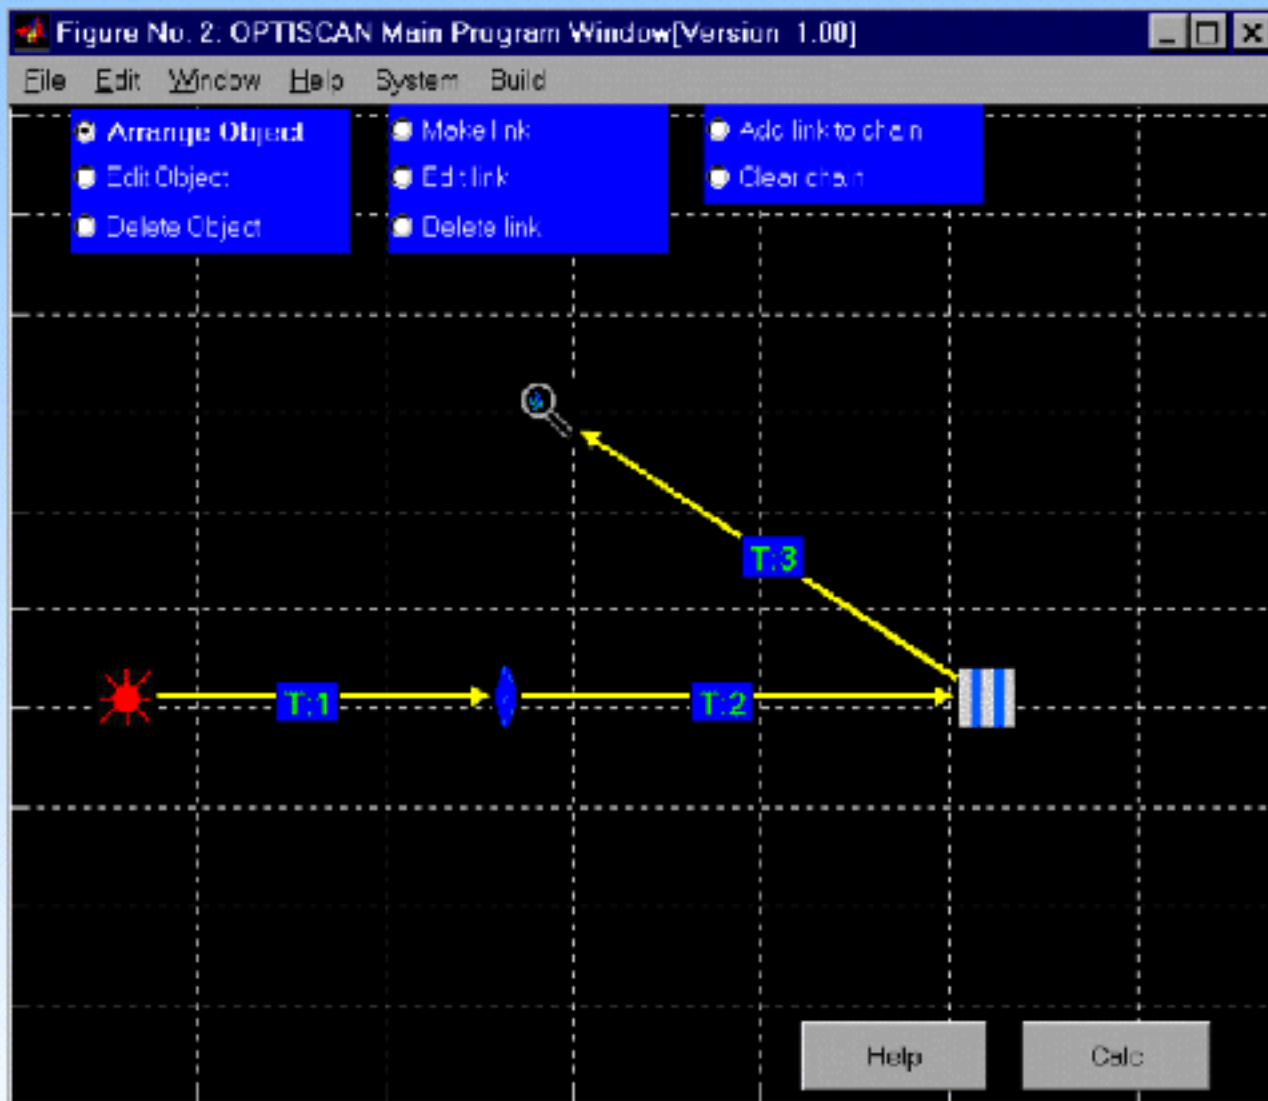 Figure No. 2: OPTISCAN Main Program Window[Version 1.00]
File Edit Window Help System Build
Arrange Object
Edit Object
Delete Object
Make link
Edit link
Delete link
Add link to chain
Clear chain
T:3
T:1
T:2
Help
Calc